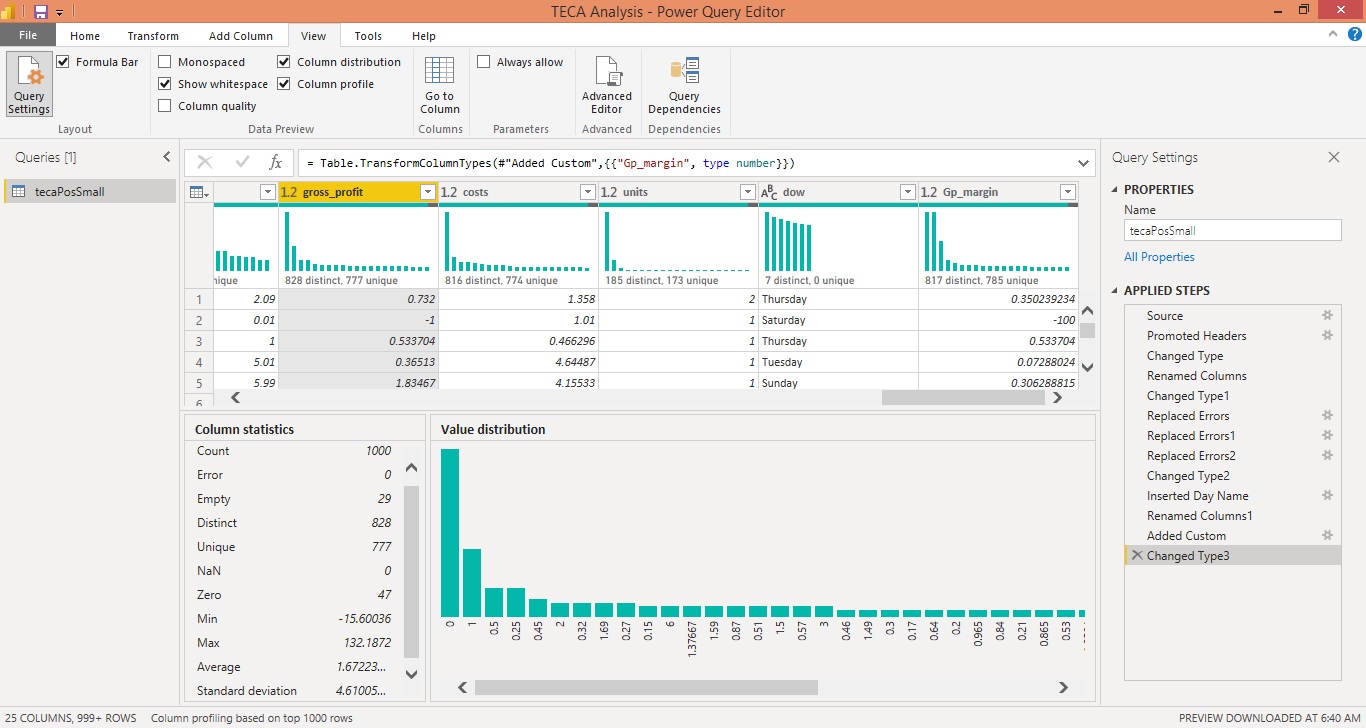 TECA Analysis - Power Query Editor
File Home Transform Add Column View Tools Help
Query Settings
Formula Bar
Layout
Monospaced
Show whitespace
Column quality
Column distribution
Column profile
Data Preview
Go to Column
Columns
Always allow
Parameters
Advanced Editor
Advanced
Query Dependencies
Dependencies
Queries [1]
tecaPosSmall
fx
= Table.TransformColumnTypes(#"Added Custom",{{"Gp_margin", type number}})
1.2 gross_profit 1.2 costs 1.2 units ABC dow 1.2 Gp_margin
nique 828 distinct, 777 unique 816 distinct, 774 unique 185 distinct, 173 unique 7 distinct, 0 unique 817 distinct, 785 unique
1 2.09 0.732 1.358 2 Thursday 0.350239234
2 0.01 -1 1.01 1 Saturday -100
3 1 0.533704 0.466296 1 Thursday 0.533704
4 5.01 0.36513 4.64487 1 Tuesday 0.07288024
5 5.99 1.83467 4.15533 1 Sunday 0.306288815
6
Column statistics
Count 1000
Error 0
Empty 29
Distinct 828
Unique 777
NaN 0
Zero 47
Min -15.60036
Max 132.1872
Average 1.67223...
Standard deviation 4.61005...
Value distribution
0 1 0.5 0.25 0.45 2 0.32 1.69 0.27 0.15 6 1.37667 1.59 0.87 0.51 1.5 0.57 3 0.46 1.49 0.3 0.17 0.64 0.2 0.965 0.84 0.21 0.865 0.53
Query Settings
PROPERTIES
Name
tecaPosSmall
All Properties
APPLIED STEPS
Source
Promoted Headers
Changed Type
Renamed Columns
Changed Type1
Replaced Errors
Replaced Errors1
Replaced Errors2
Changed Type2
Inserted Day Name
Renamed Columns1
Added Custom
Changed Type3
25 COLUMNS, 999+ ROWS Column profiling based on top 1000 rows PREVIEW DOWNLOADED AT 6:40 AM